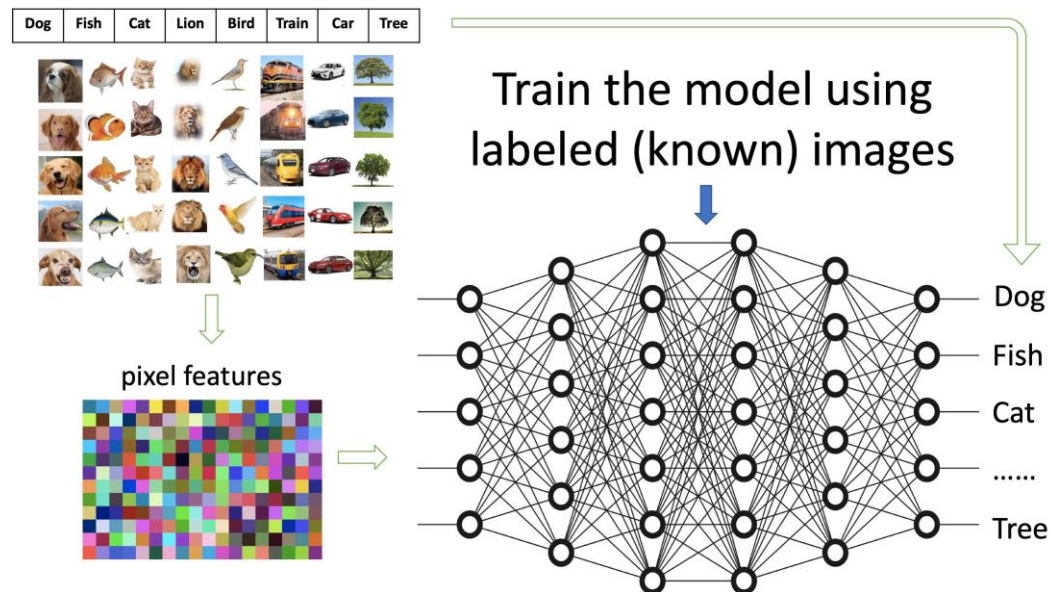 Dog Fish Cat Lion Bird Train Car Tree
Train the model using
labeled (known) images
pixel features
Dog
Fish
Cat
......
Tree